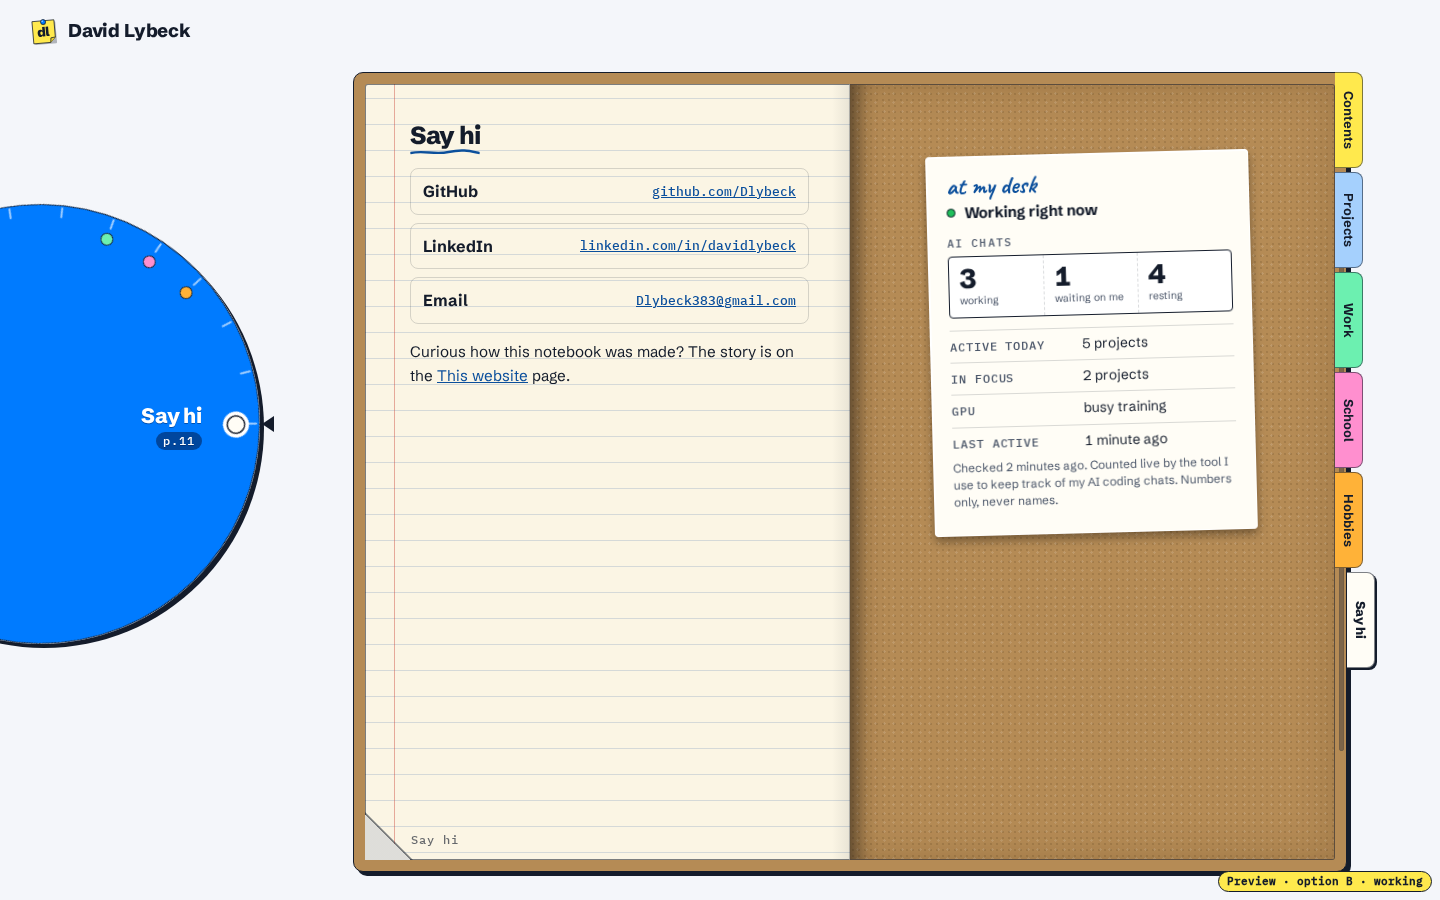 dl
David Lybeck
Say hi
p.11
Say hi
GitHub github.com/Dlybeck
LinkedIn linkedin.com/in/davidlybeck
Email Dlybeck383@gmail.com
Curious how this notebook was made? The story is on
the This website page.
Say hi
at my desk
Working right now
AI CHATS
3 1 4
working waiting on me resting
ACTIVE TODAY 5 projects
IN FOCUS 2 projects
GPU busy training
LAST ACTIVE 1 minute ago
Checked 2 minutes ago. Counted live by the tool I
use to keep track of my AI coding chats. Numbers
only, never names.
Contents
Projects
Work
School
Hobbies
Say hi
Preview · option B · working